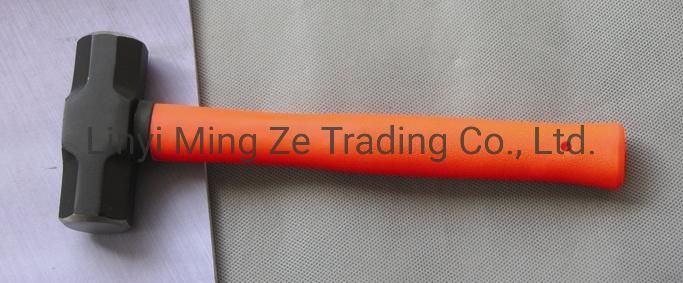 Linyi Ming Ze Trading Co., Ltd.